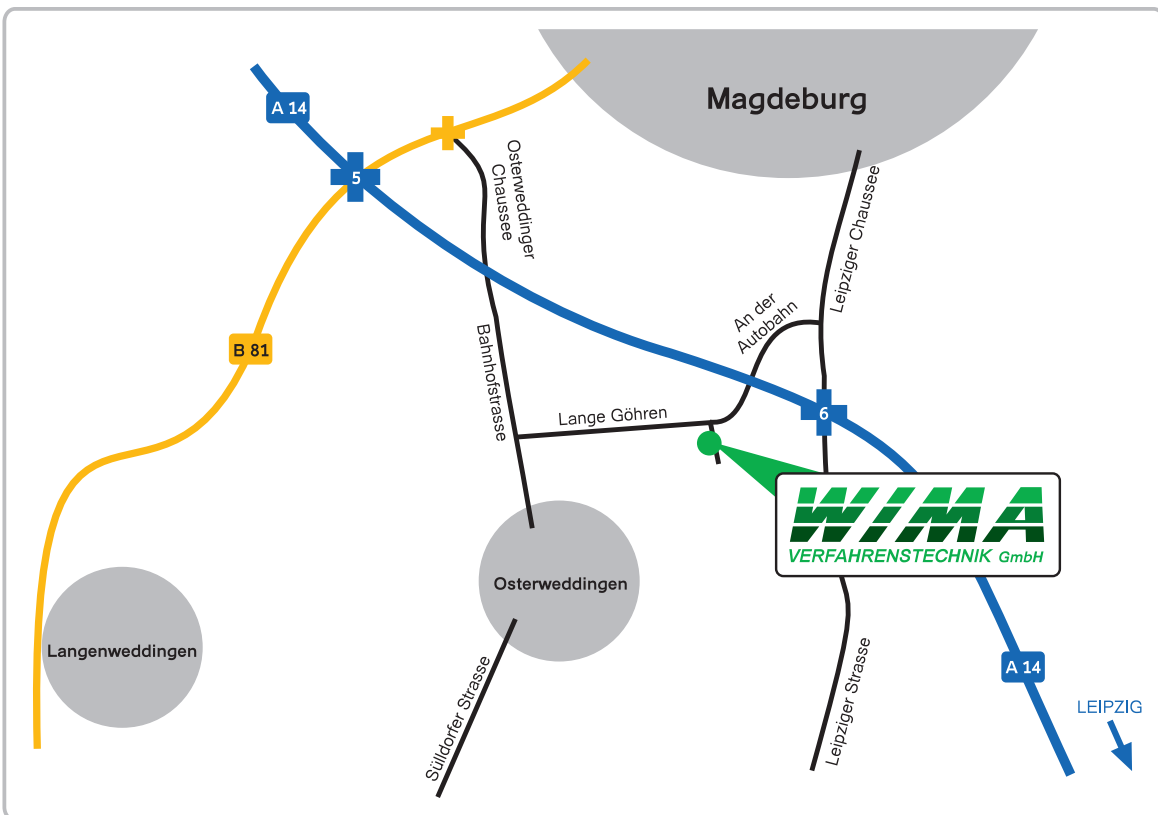 A 14
Magdeburg
5
Osterweddinger
Chaussee
Leipziger Chaussee
An der
Autobahn
B 81
Bahnhofstrasse
Lange Göhren
6
WIMA
VERFAHRENSTECHNIK GmbH
Osterweddingen
Langenweddingen
Sülldorfer Strasse
Leipziger Strasse
A 14
LEIPZIG